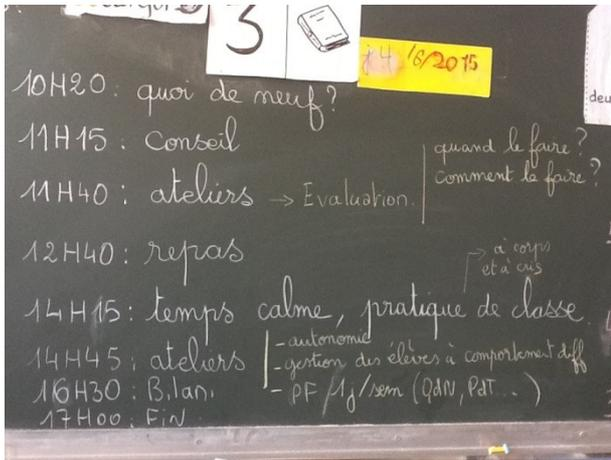 3
j4 /6/2015
deu
10H20 : quoi de neuf ?
11H15 : Conseil
quand le faire ?
comment le faire ?
11H40 : ateliers → Evaluation.
12H40 : repas
→ à corps
et à cris
14H15 : temps calme, pratique de classe.
14H45 : ateliers
- autonomie
- gestion des élèves à comportement diff
- PF /1j/sem (QdN, PdT...)
16H30 : Bilan
17H00 : FiN